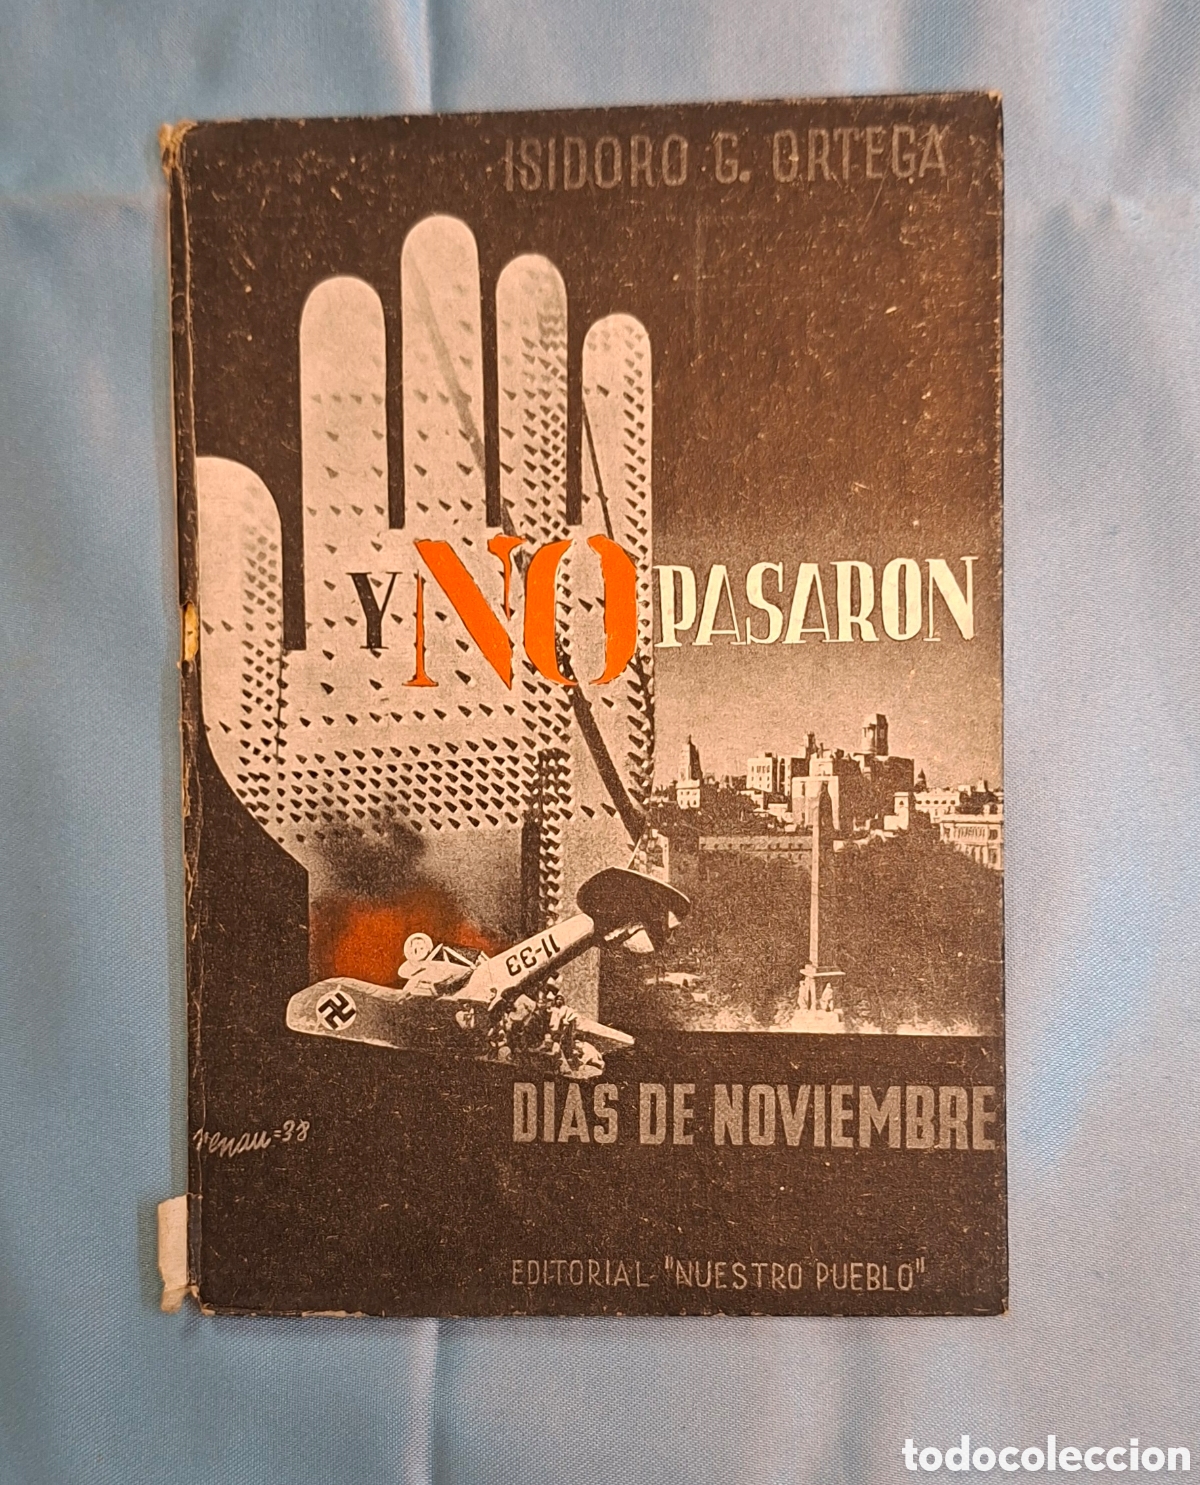 ISIDORO G. ORTEGA
Y NO PASARON
11-33
DIAS DE NOVIEMBRE
renau=38
EDITORIAL-"NUESTRO PUEBLO"
todocoleccion